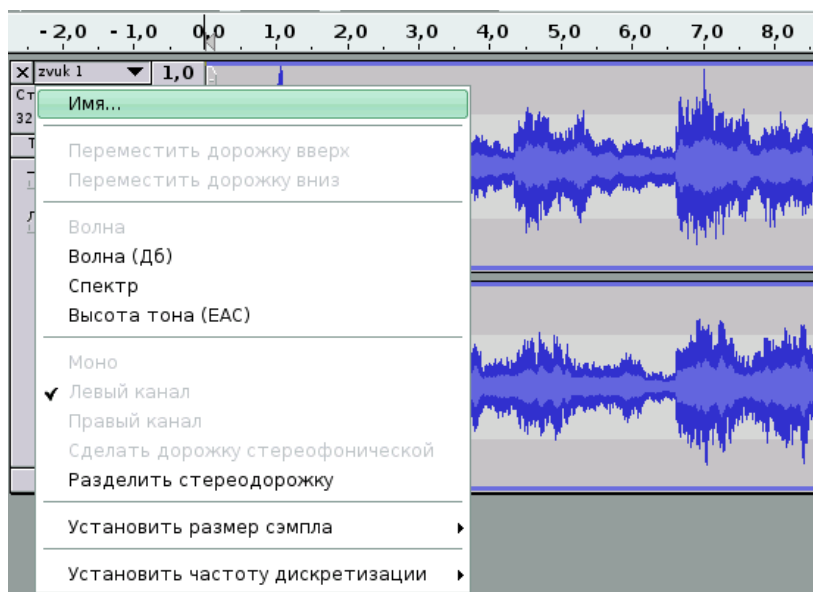 - 2,0 - 1,0 0,0 1,0 2,0 3,0 4,0 5,0 6,0 7,0 8,0
zvuk 1 1,0
Ст
32
Имя...
Переместить дорожку вверх
Переместить дорожку вниз
Волна
Волна (Дб)
Спектр
Высота тона (EAC)
Моно
Левый канал
Правый канал
Сделать дорожку стереофонической
Разделить стереодорожку
Установить размер сэмпла
Установить частоту дискретизации